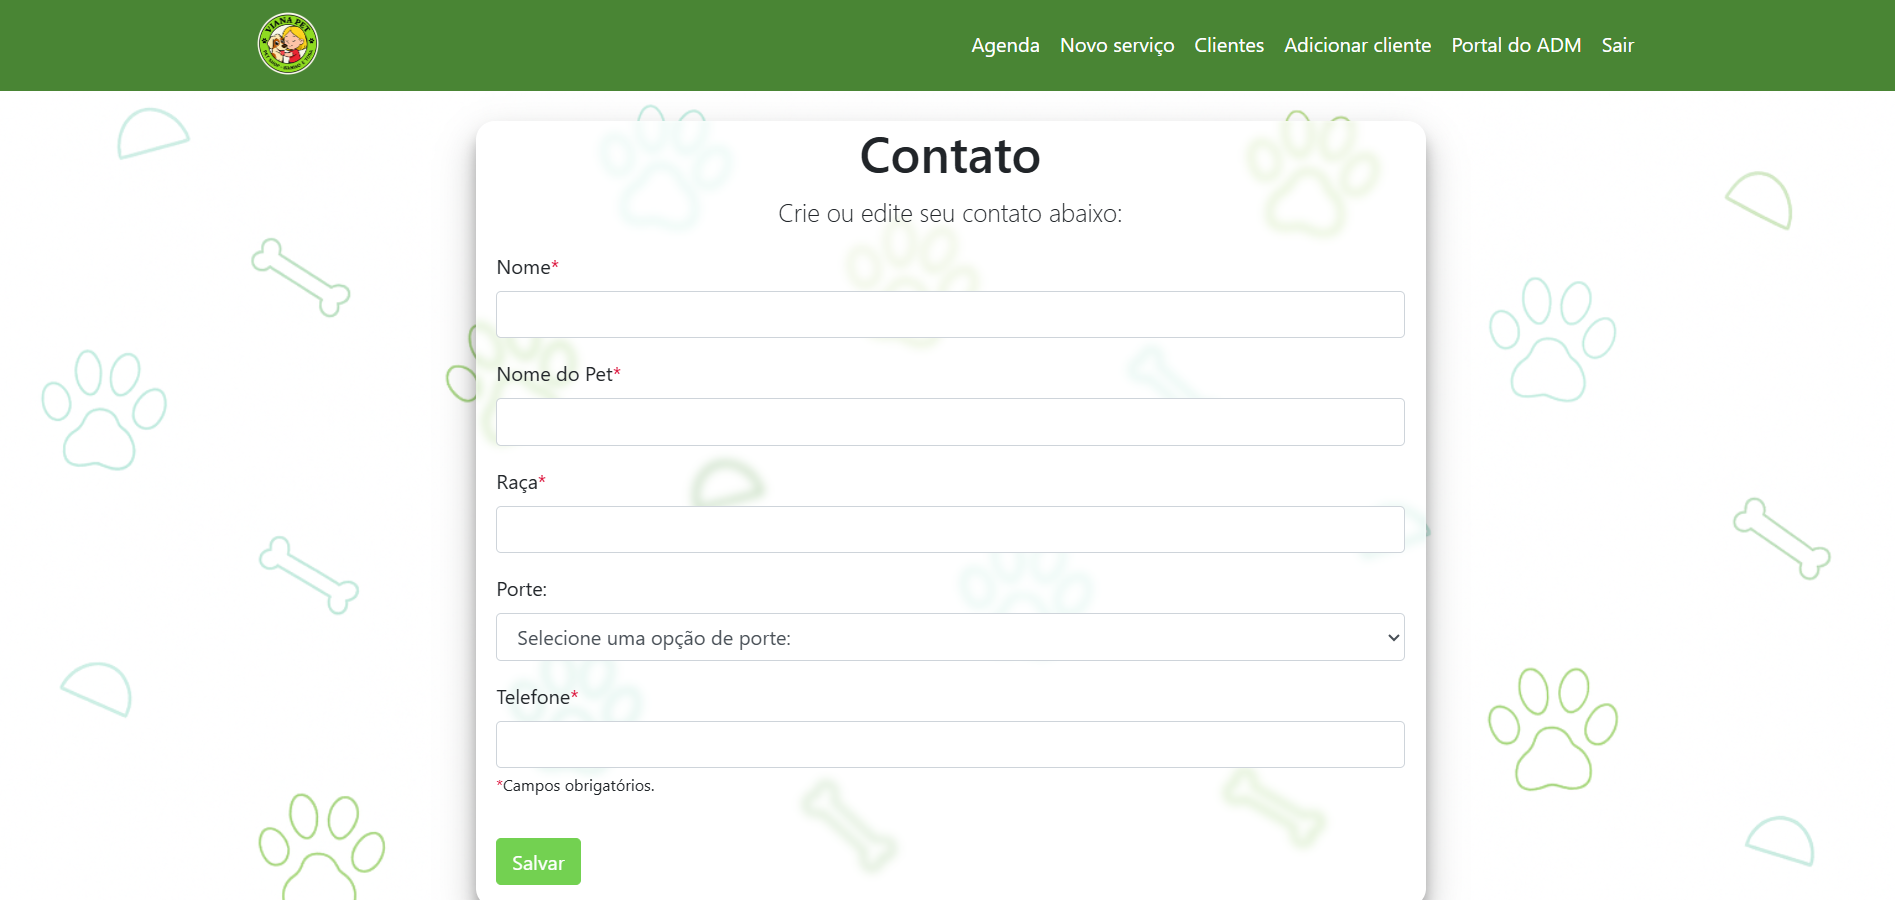 VIANA PET
Agenda Novo serviço Clientes Adicionar cliente Portal do ADM Sair
Contato
Crie ou edite seu contato abaixo:
Nome*
Nome do Pet*
Raça*
Porte:
Selecione uma opção de porte:
Telefone*
*Campos obrigatórios.
Salvar